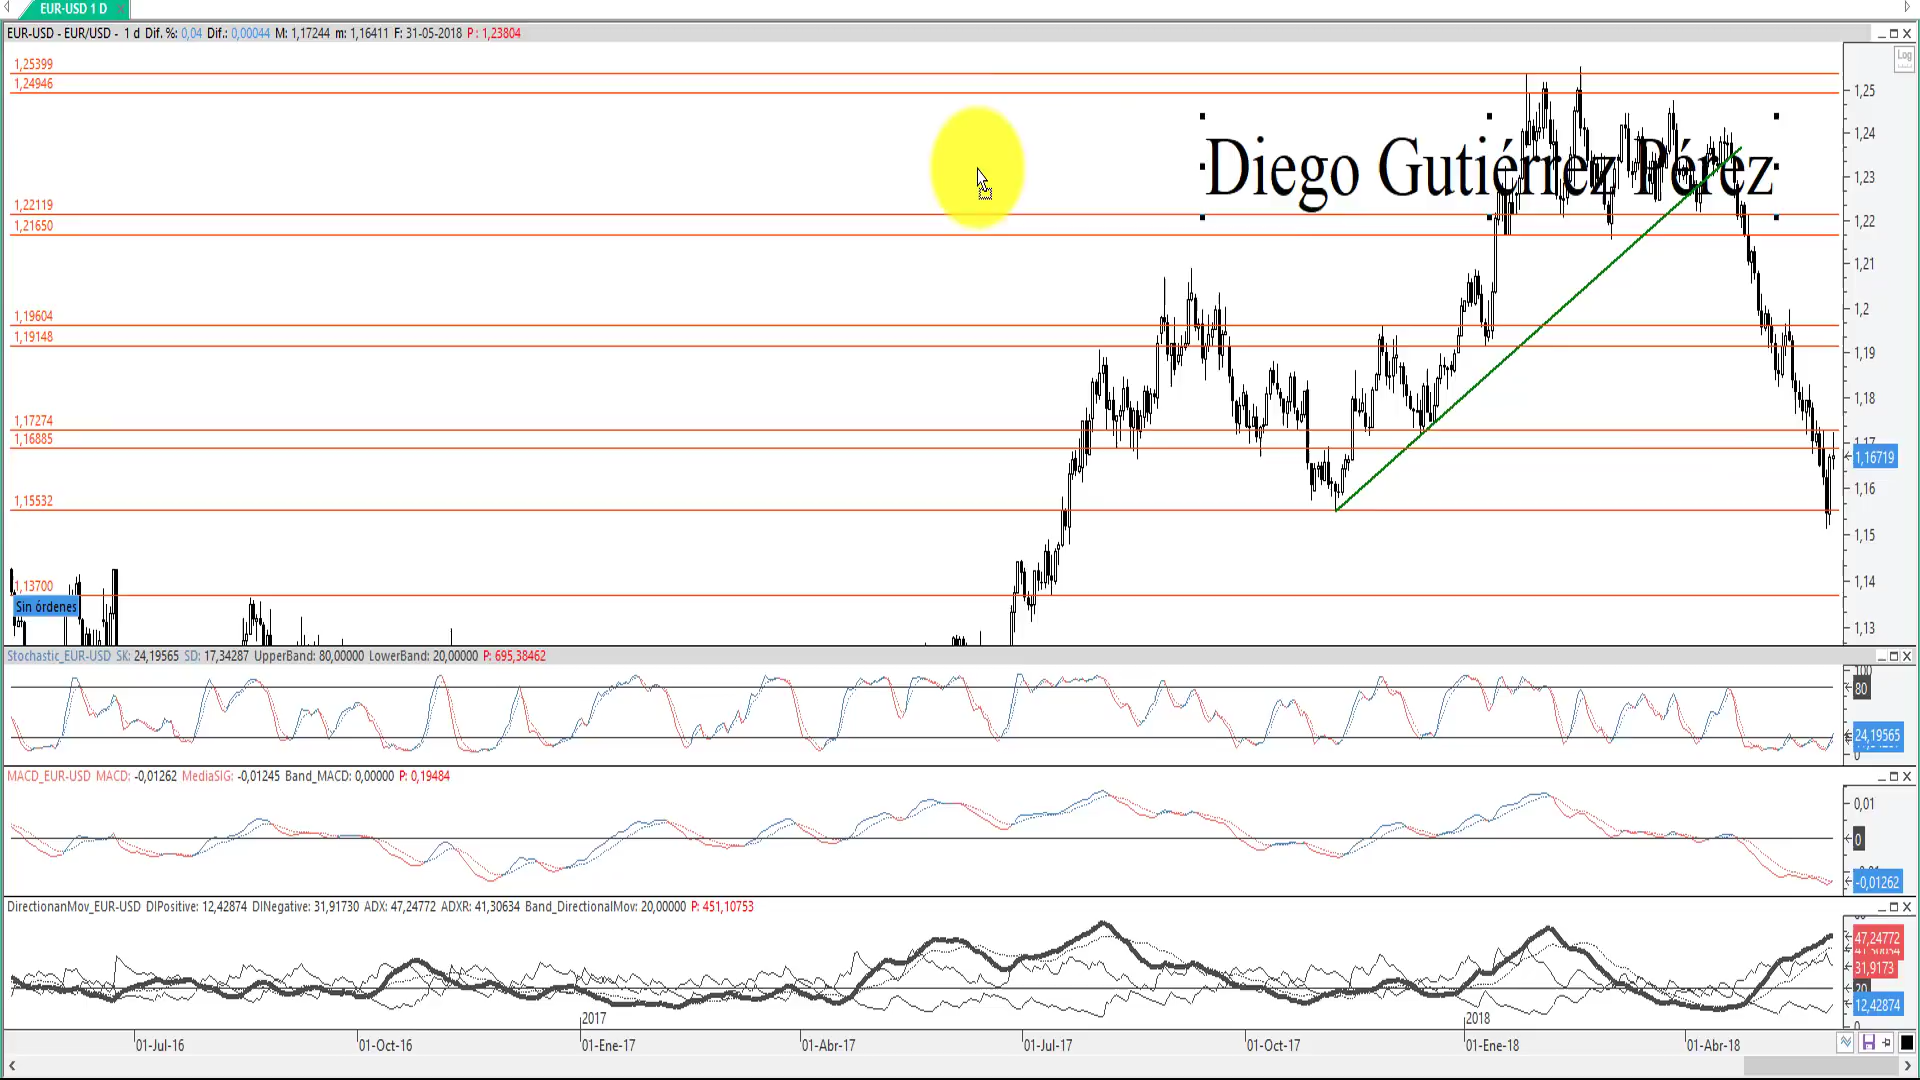 EUR-USD 1 D
EUR-USD - EUR/USD - 1 d Dif. %: 0,04 Dif.: 0,00044 M: 1,17244 m: 1,16411 F: 31-05-2018 P : 1,23804
Log
1,25399
1,24946
1,22119
1,21650
1,19604
1,19148
1,17274
1,16885
1,15532
1,13700
Sin órdenes
Diego Gutiérrez Pérez
1,25
1,24
1,23
1,22
1,21
1,2
1,19
1,18
1,17
1,16719
1,16
1,15
1,14
1,13
Stochastic_EUR-USD SK: 24,19565 SD: 17,34287 UpperBand: 80,00000 LowerBand: 20,00000 P: 695,38462
100
80
24,19565
0
MACD_EUR-USD MACD: -0,01262 MediaSIG: -0,01245 Band_MACD: 0,00000 P: 0,19484
0,01
0
-0,01262
DirectionanMov_EUR-USD DIPositive: 12,42874 DINegative: 31,91730 ADX: 47,24772 ADXR: 41,30634 Band_DirectionalMov: 20,00000 P: 451,10753
47,24772
31,9173
20
12,42874
0
2017
2018
01-Jul-16
01-Oct-16
01-Ene-17
01-Abr-17
01-Jul-17
01-Oct-17
01-Ene-18
01-Abr-18